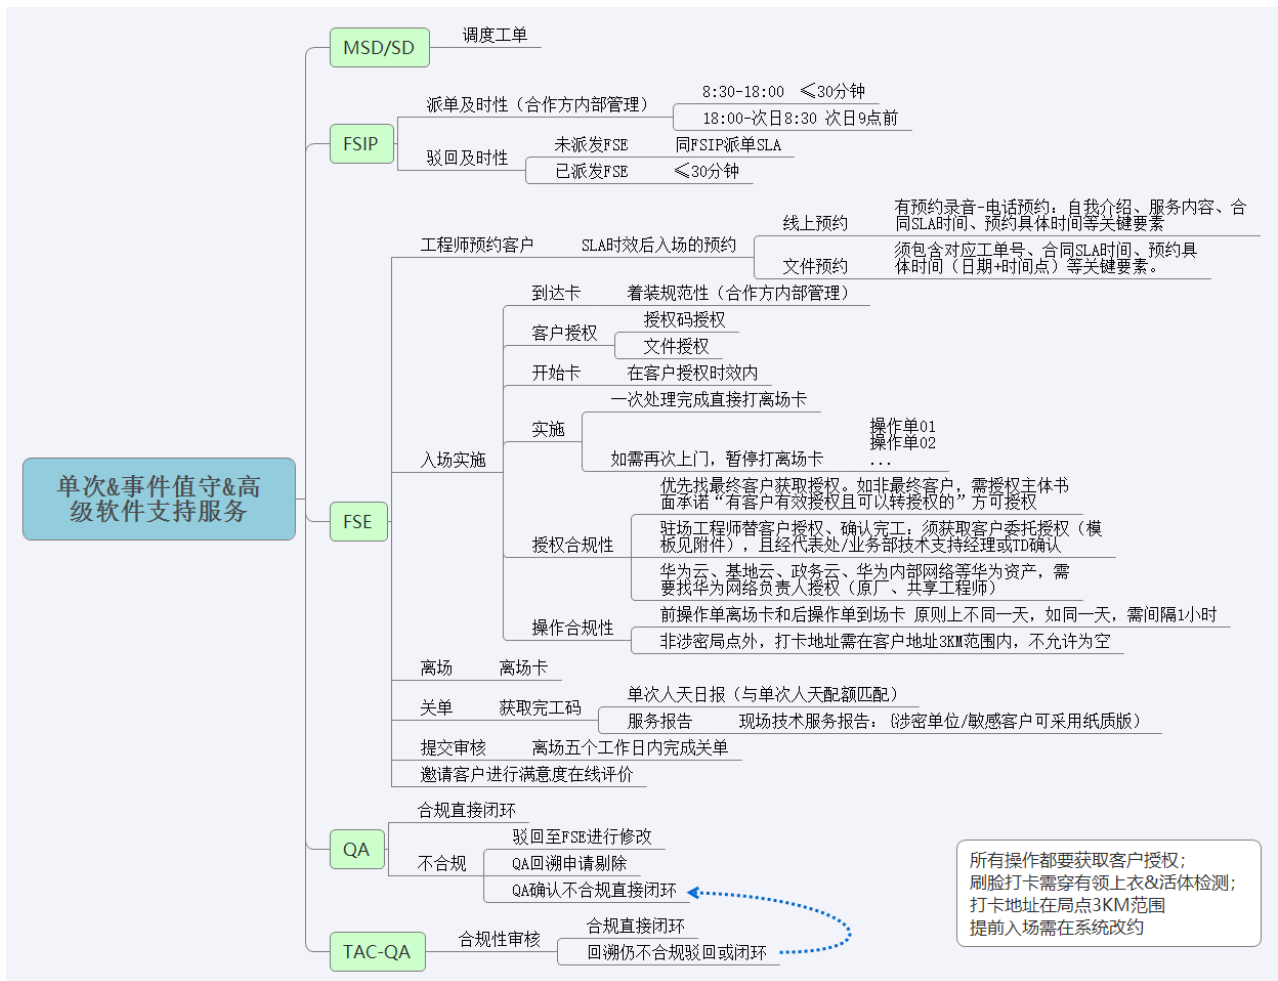 MSD/SD
调度工单
FSIP
派单及时性（合作方内部管理）
8:30-18:00 ≤30分钟
18:00-次日8:30 次日9点前
驳回及时性
未派发FSE
同FSIP派单SLA
已派发FSE
≤30分钟
单次&事件值守&高
级软件支持服务
FSE
工程师预约客户
SLA时效后入场的预约
线上预约
有预约录音-电话预约：自我介绍、服务内容、合
同SLA时间、预约具体时间等关键要素
文件预约
须包含对应工单号、合同SLA时间、预约具
体时间（日期+时间点）等关键要素。
入场实施
到达卡
着装规范性（合作方内部管理）
客户授权
授权码授权
文件授权
开始卡
在客户授权时效内
实施
一次处理完成直接打离场卡
如需再次上门，暂停打离场卡
操作单01
操作单02
...
授权合规性
优先找最终客户获取授权。如非最终客户，需授权主体书
面承诺“有客户有效授权且可以转授权的”方可授权
驻场工程师替客户授权、确认完工：须获取客户委托授权（模
板见附件），且经代表处/业务部技术支持经理或TD确认
华为云、基地云、政务云、华为内部网络等华为资产，需
要找华为网络负责人授权（原厂、共享工程师）
操作合规性
前操作单离场卡和后操作单到场卡 原则上不同一天，如同一天，需间隔1小时
非涉密局点外，打卡地址需在客户地址3KM范围内，不允许为空
离场
离场卡
关单
获取完工码
单次人天日报（与单次人天配额匹配）
服务报告
现场技术服务报告：{涉密单位/敏感客户可采用纸质版）
提交审核
离场五个工作日内完成关单
邀请客户进行满意度在线评价
QA
合规直接闭环
不合规
驳回至FSE进行修改
QA回溯申请剔除
QA确认不合规直接闭环
TAC-QA
合规性审核
合规直接闭环
回溯仍不合规驳回或闭环
所有操作都要获取客户授权；
刷脸打卡需穿有领上衣&活体检测；
打卡地址在局点3KM范围
提前入场需在系统改约